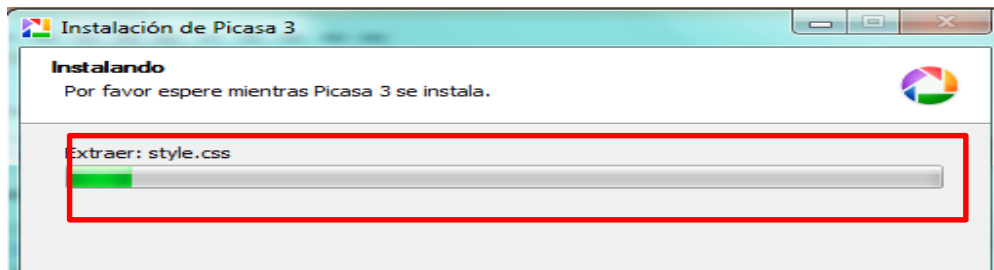 Instalación de Picasa 3
Instalando
Por favor espere mientras Picasa 3 se instala.
Extraer: style.css